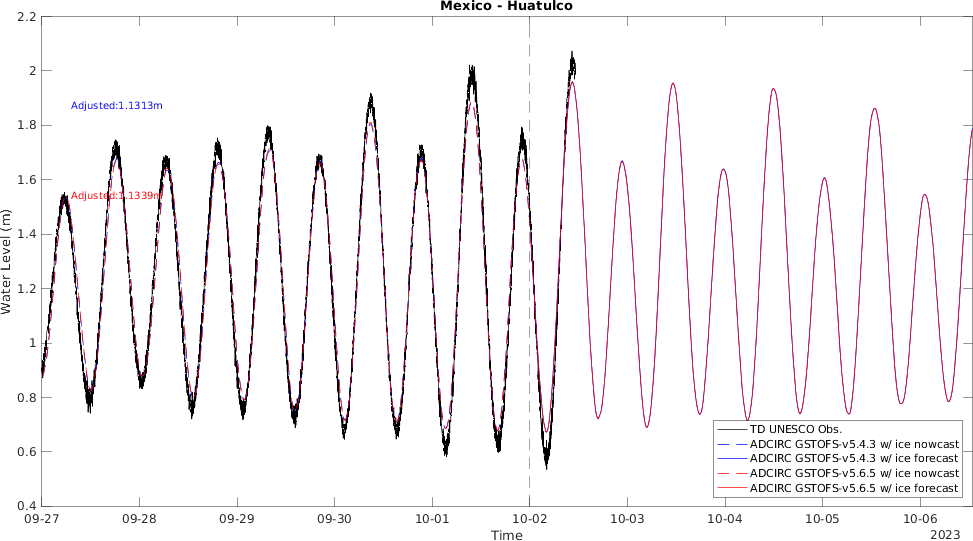 Mexico - Huatulco
2.2
2
1.8
1.6
1.4
1.2
1
0.8
0.6
0.4
Water Level (m)
Adjusted:1.1313m
Adjusted:1.1339m
TD UNESCO Obs.
ADCIRC GSTOFS-v5.4.3 w/ ice nowcast
ADCIRC GSTOFS-v5.4.3 w/ ice forecast
ADCIRC GSTOFS-v5.6.5 w/ ice nowcast
ADCIRC GSTOFS-v5.6.5 w/ ice forecast
09-27 09-28 09-29 09-30 10-01 10-02 10-03 10-04 10-05 10-06
Time
2023